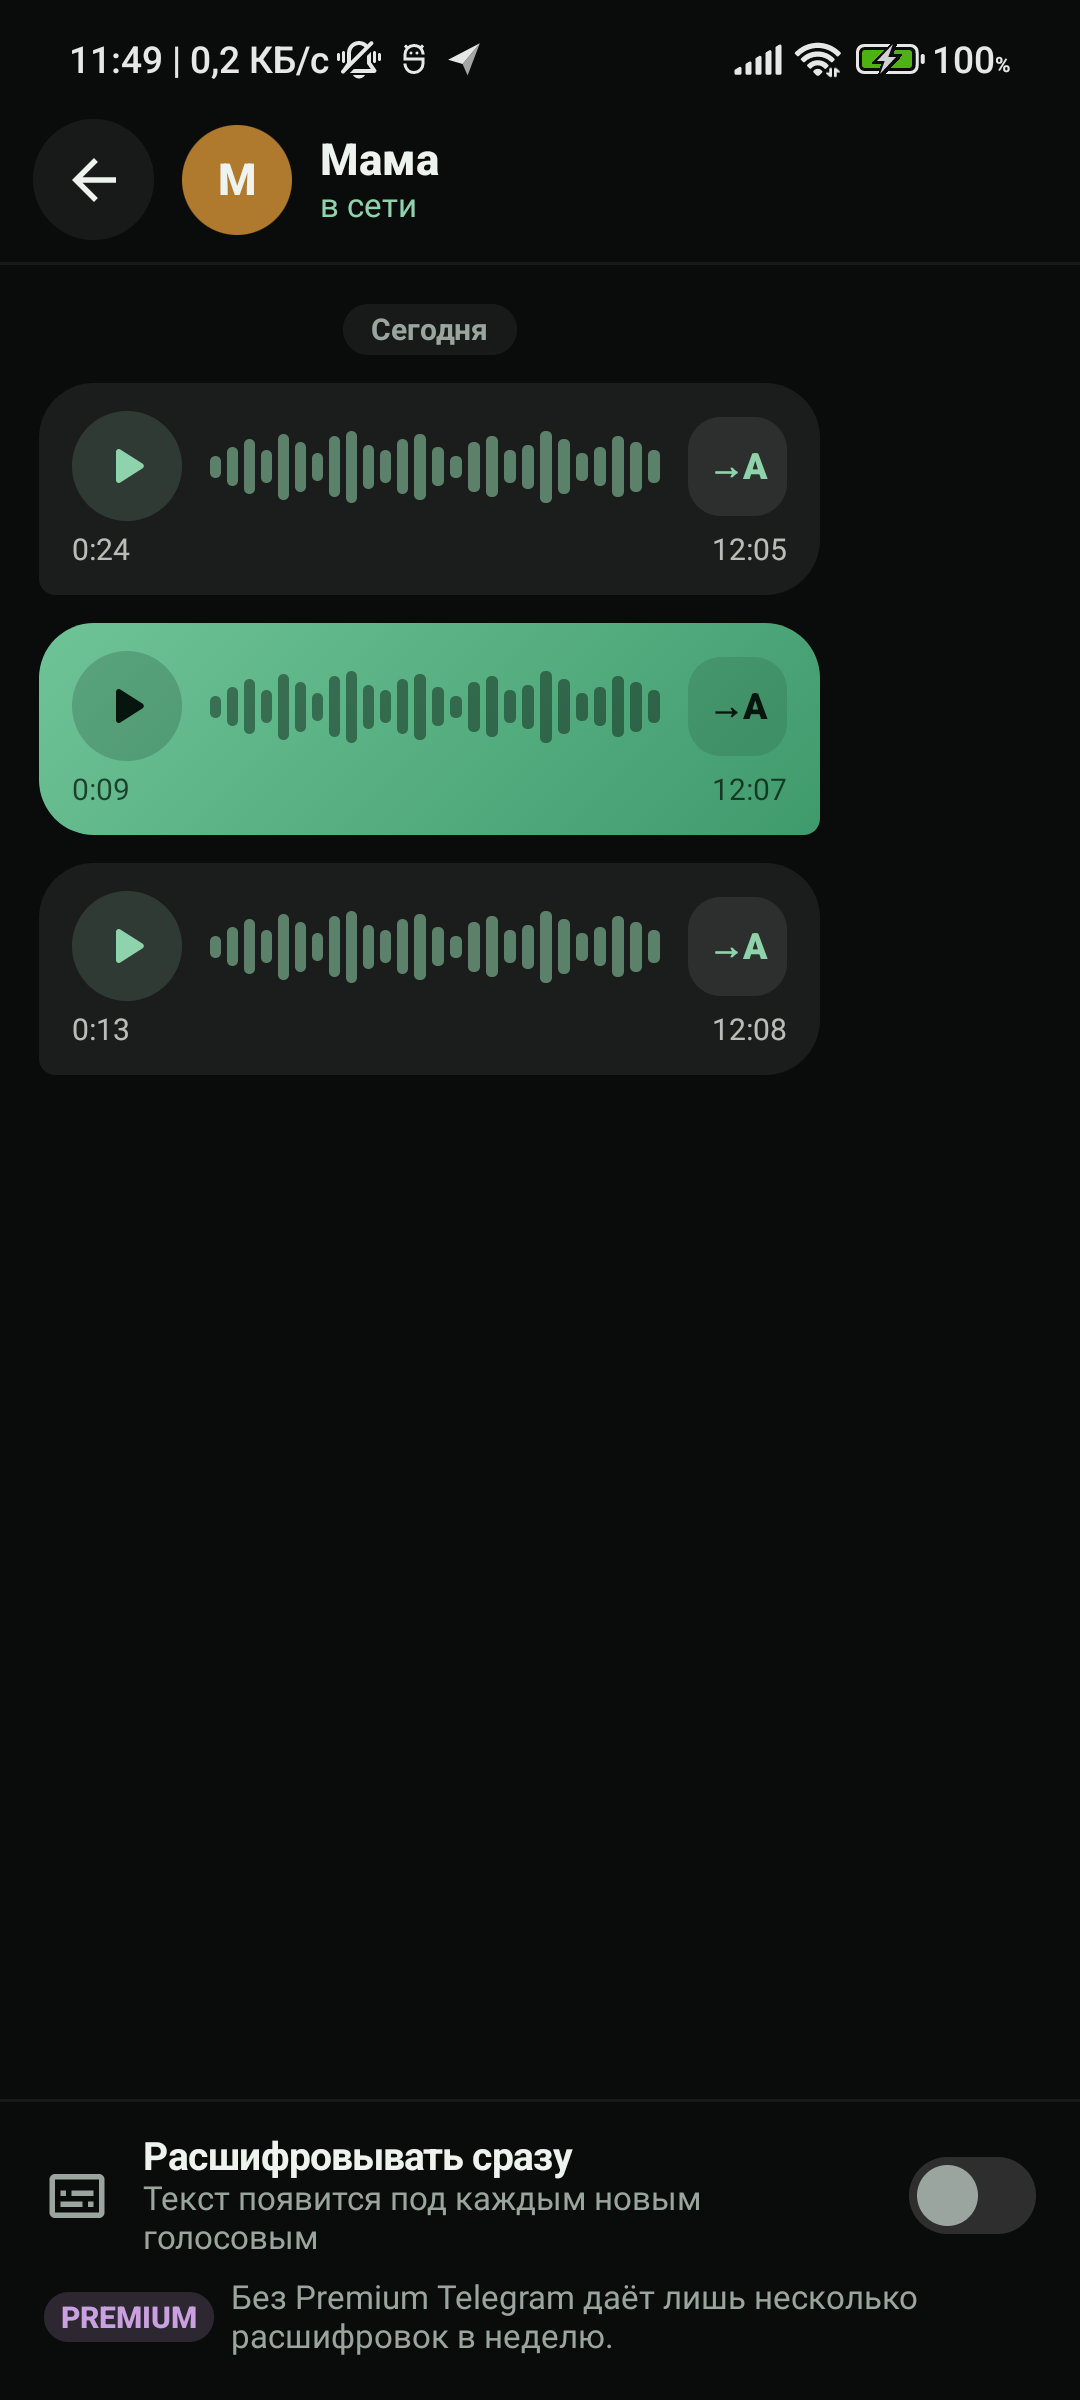 11:49 | 0,2 КБ/с 100%
М
Мама
в сети
Сегодня
→A
0:24 12:05
→A
0:09 12:07
→A
0:13 12:08
Расшифровывать сразу
Текст появится под каждым новым
голосовым
PREMIUM
Без Premium Telegram даёт лишь несколько
расшифровок в неделю.